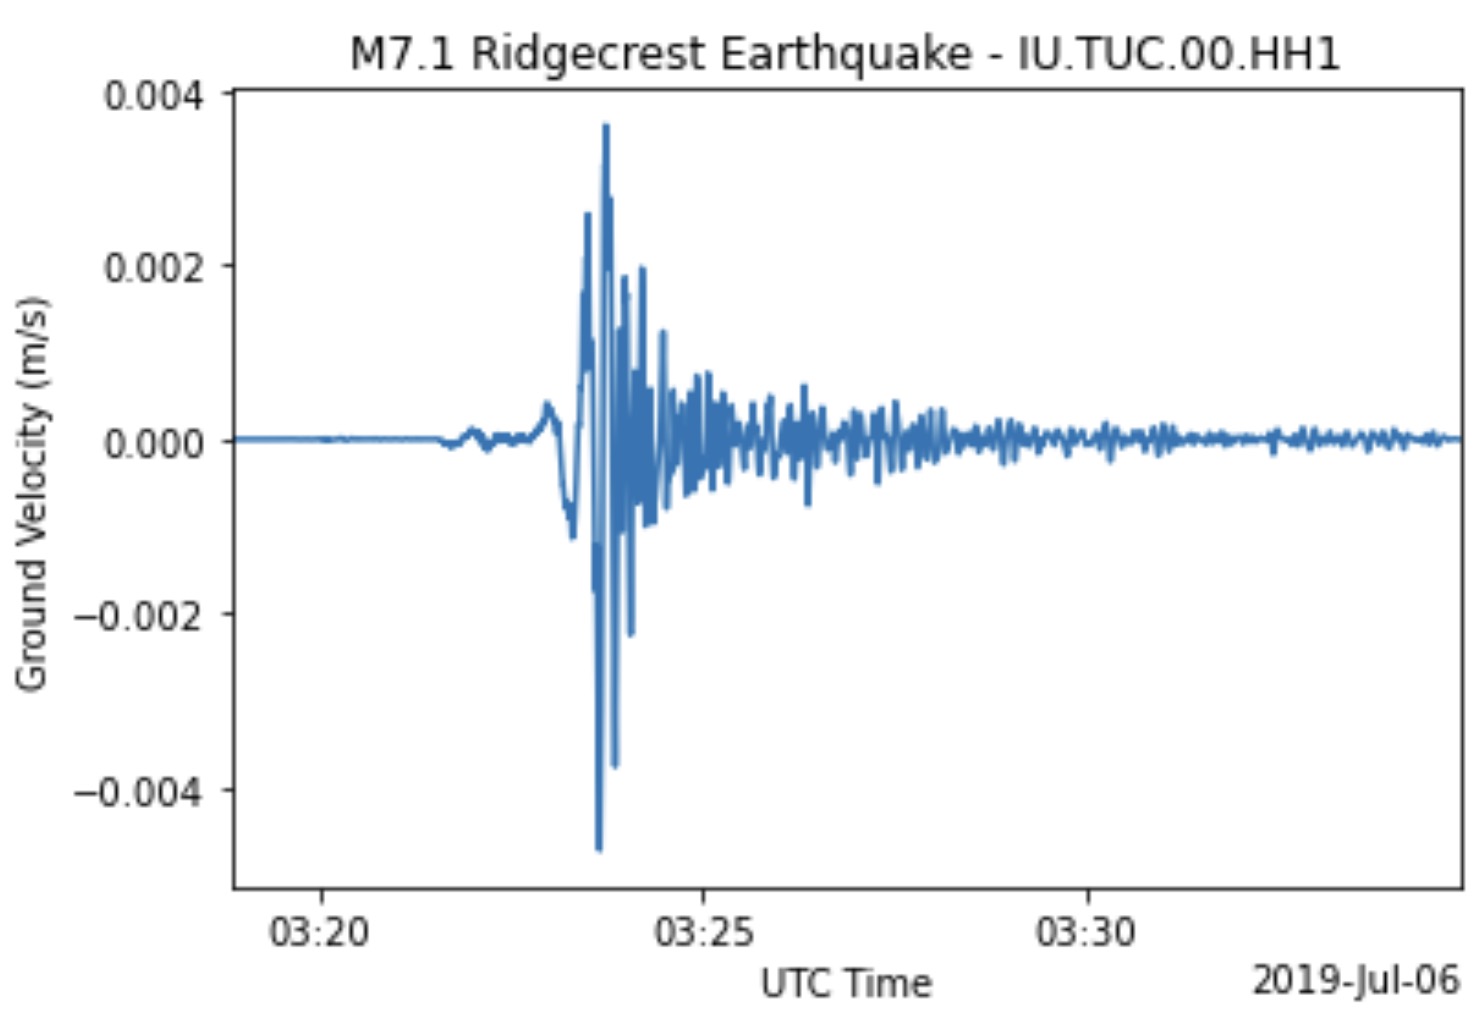 M7.1 Ridgecrest Earthquake - IU.TUC.00.HH1
0.004
0.002
0.000
−0.002
−0.004
Ground Velocity (m/s)
03:20
03:25
03:30
UTC Time
2019-Jul-06